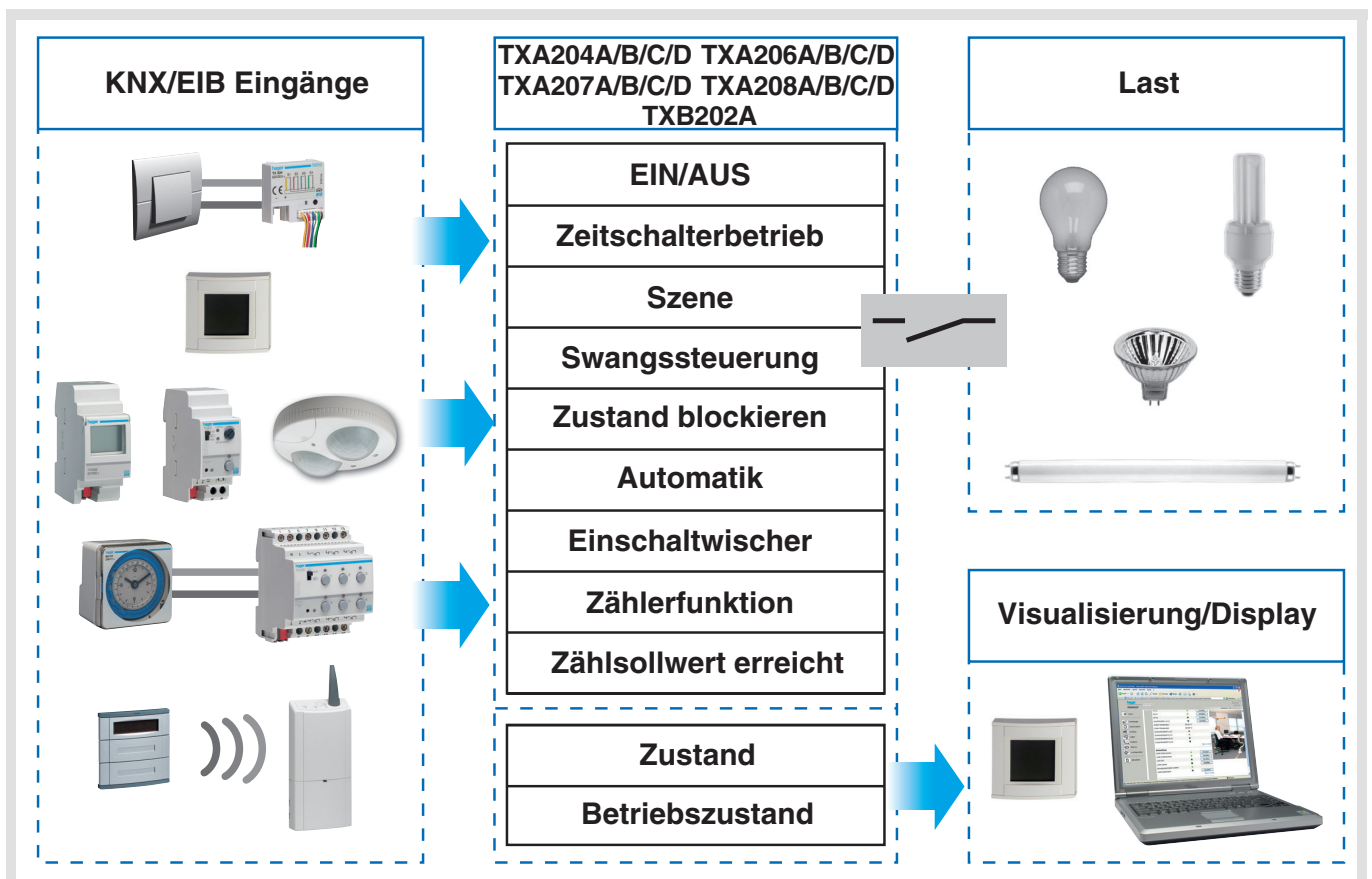 KNX/EIB Eingänge
TXA204A/B/C/D TXA206A/B/C/D
TXA207A/B/C/D TXA208A/B/C/D
TXB202A
Last
EIN/AUS
Zeitschalterbetrieb
Szene
Swangssteuerung
Zustand blockieren
Automatik
Einschaltwischer
Zählerfunktion
Zählsollwert erreicht
Zustand
Betriebszustand
Visualisierung/Display